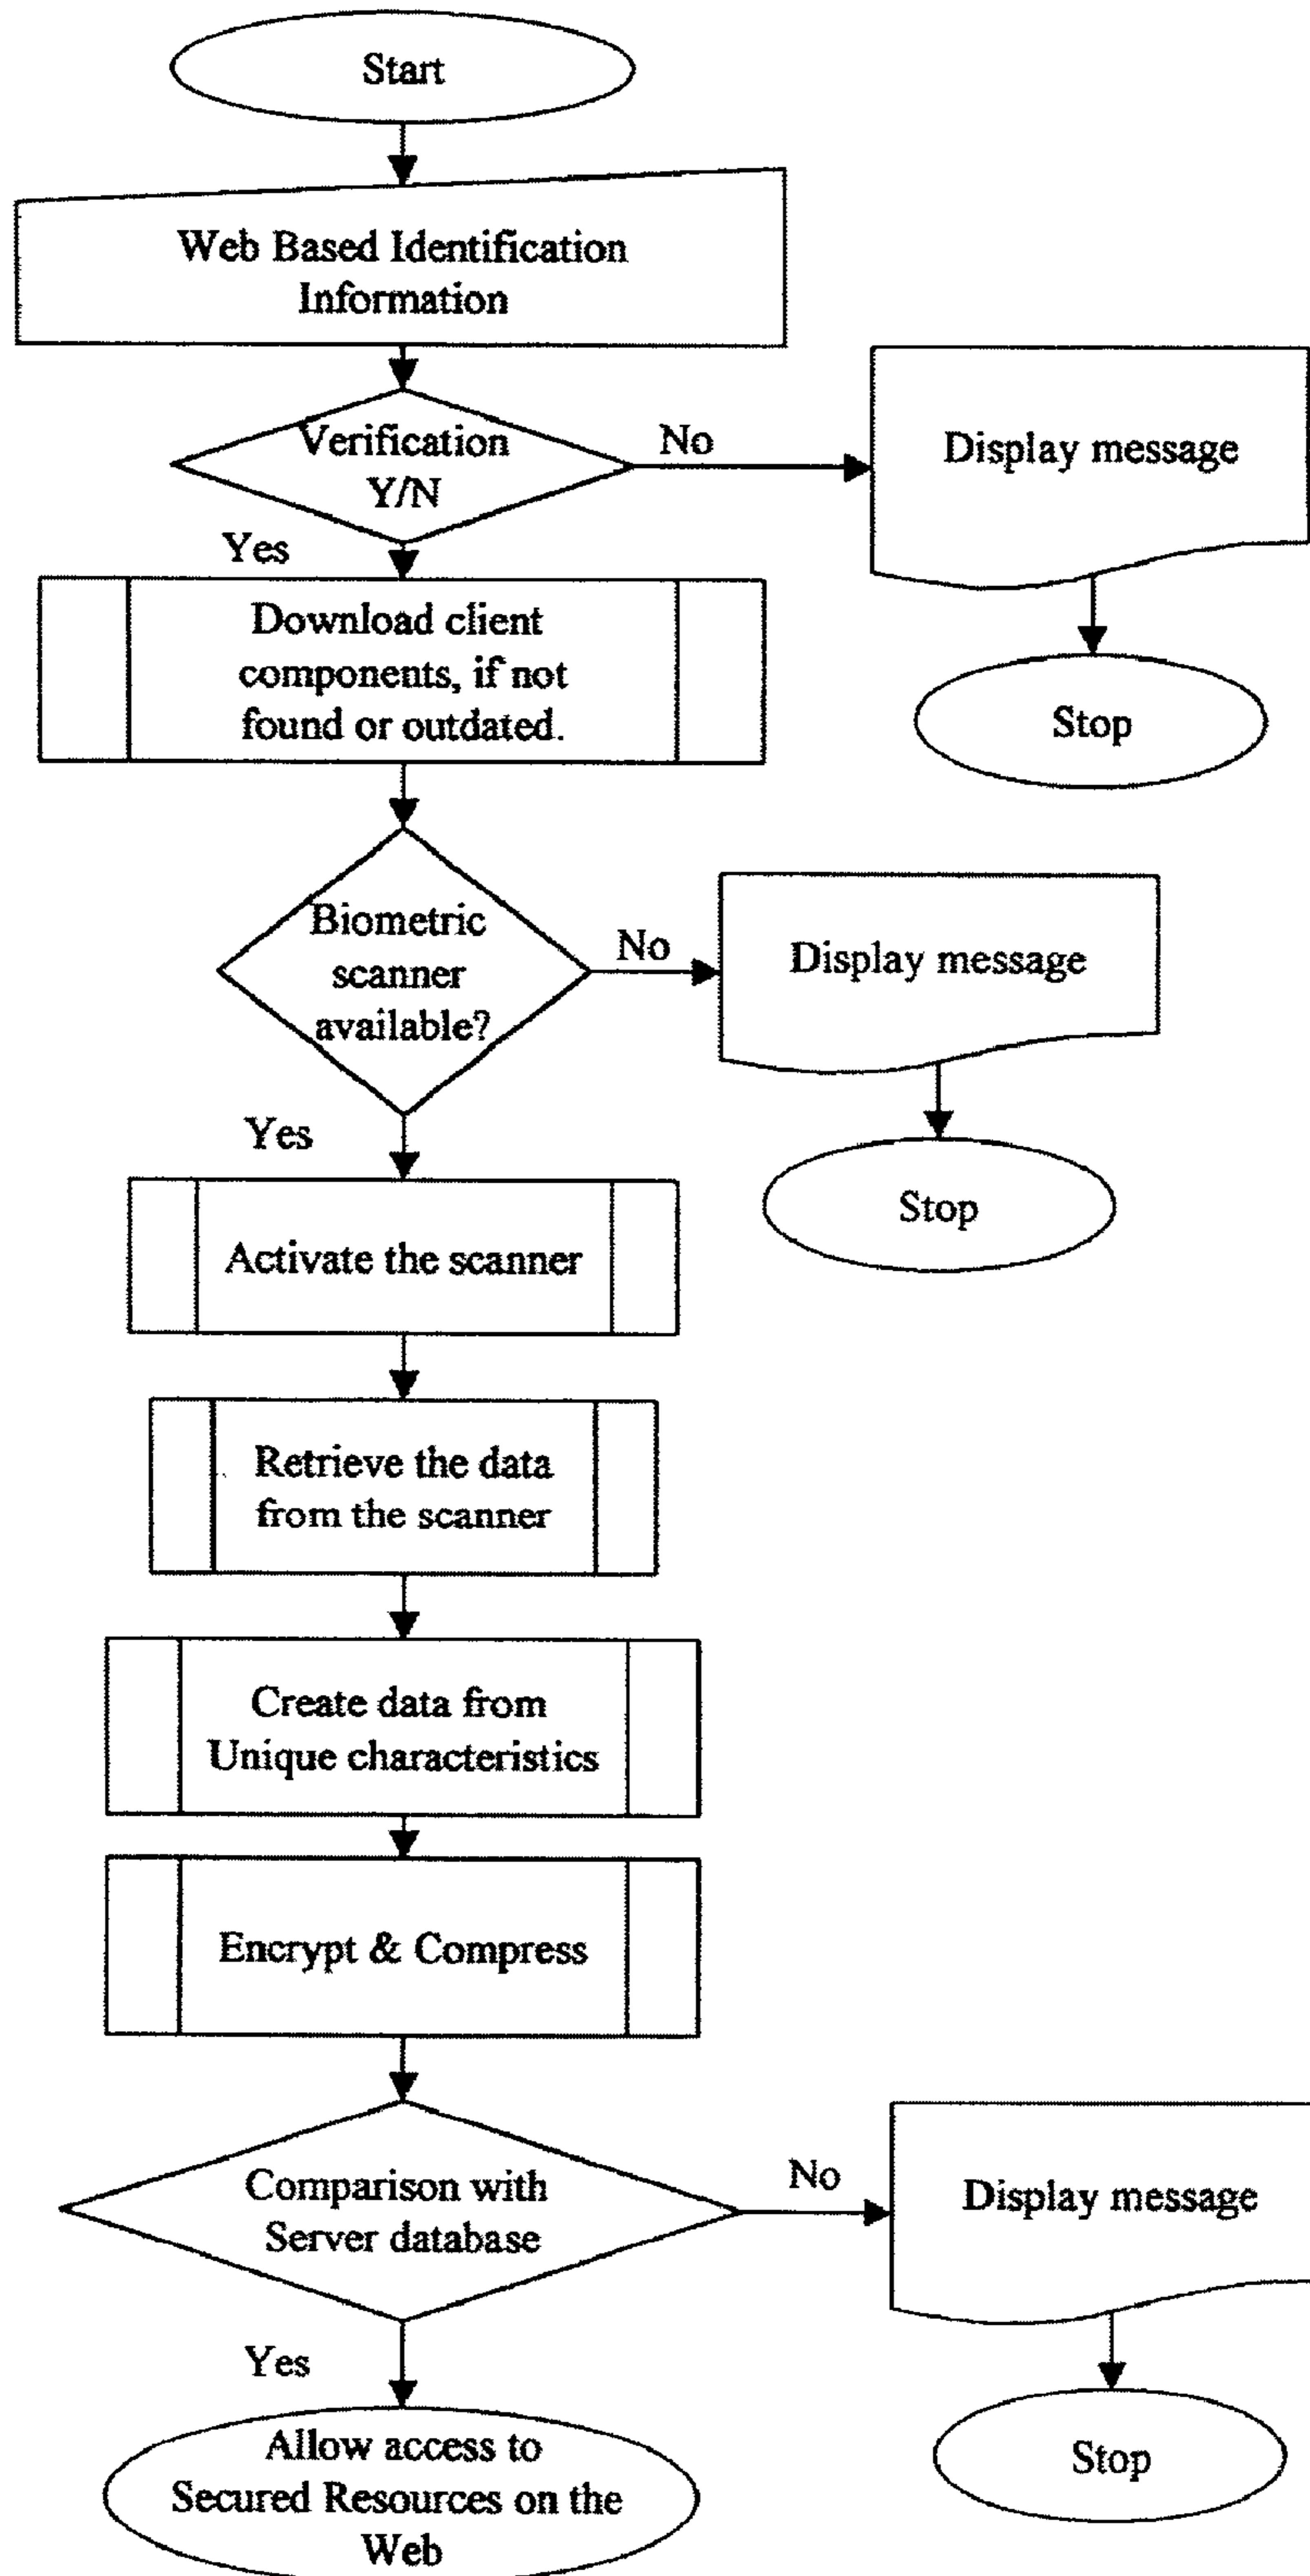 Start
Web Based Identification
Information
Verification
Y/N
No
Display message
Stop
Yes
Download client
components, if not
found or outdated.
Biometric
scanner
available?
No
Display message
Stop
Yes
Activate the scanner
Retrieve the data
from the scanner
Create data from
Unique characteristics
Encrypt & Compress
Comparison with
Server database
No
Display message
Stop
Yes
Allow access to
Secured Resources on the
Web